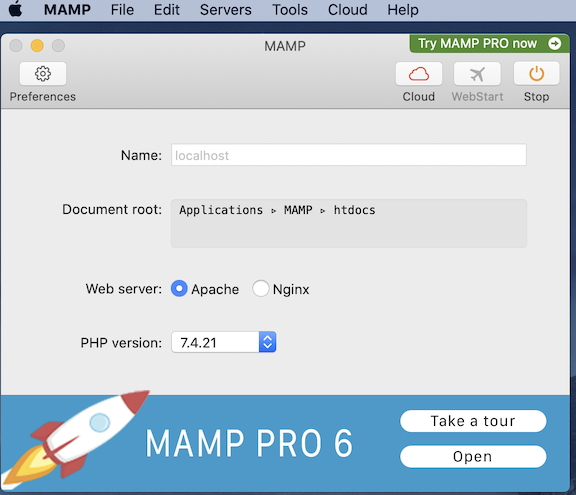 MAMP File Edit Servers Tools Cloud Help
MAMP
Try MAMP PRO now
Preferences
Cloud WebStart Stop
Name: localhost
Document root: Applications ▹ MAMP ▹ htdocs
Web server: Apache Nginx
PHP version: 7.4.21
MAMP PRO 6
Take a tour
Open